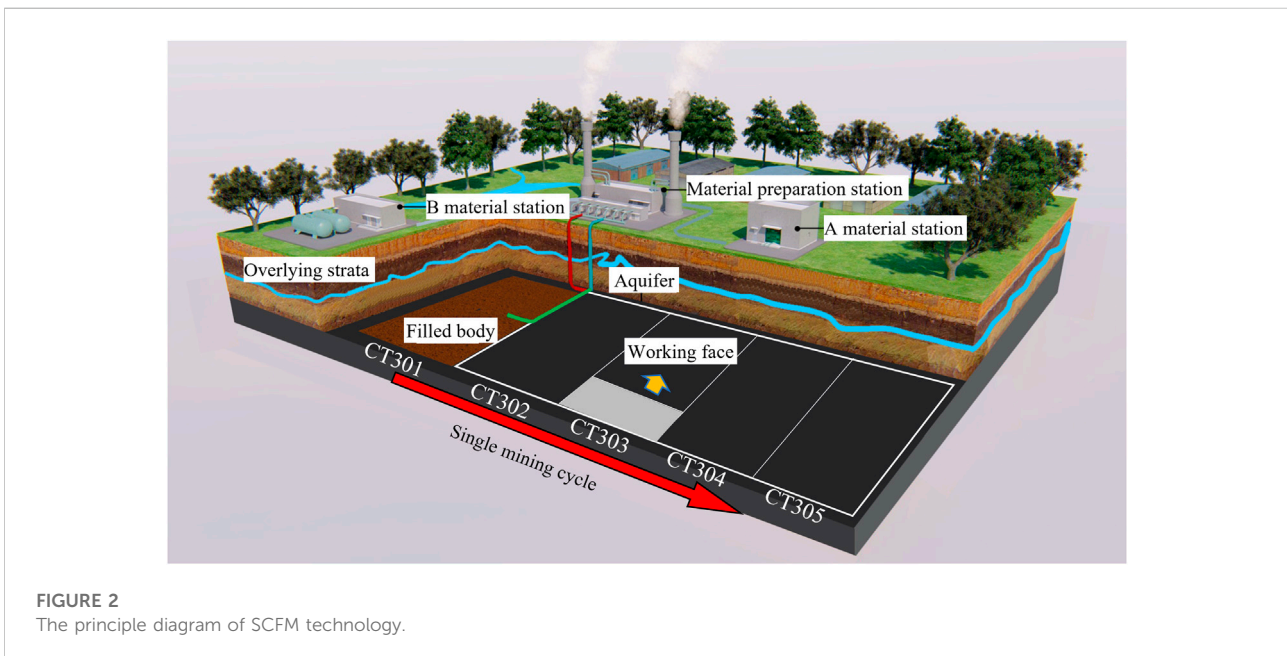 Material preparation station
B material station
A material station
Overlying strata
Aquifer
Filled body
Working face
CT301
CT302
CT303
CT304
CT305
Single mining cycle
FIGURE 2
The principle diagram of SCFM technology.